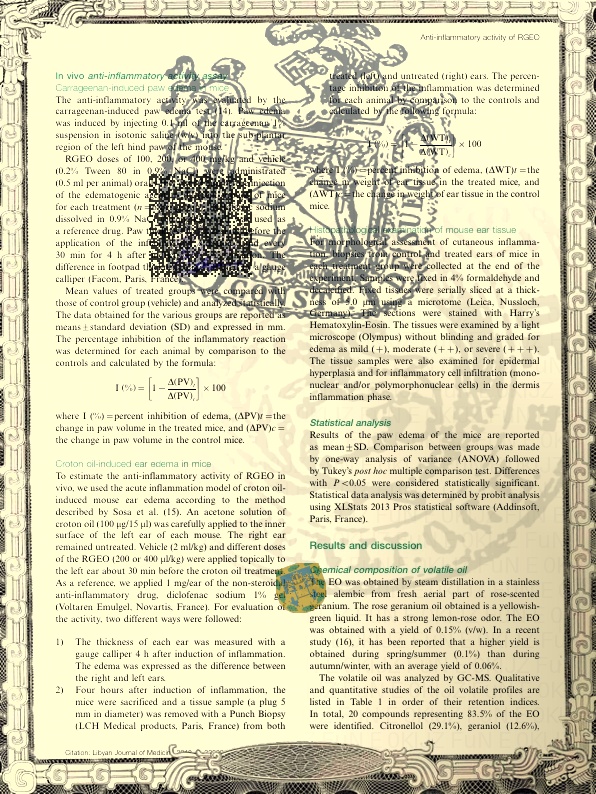 Anti-inflammatory activity of RGEO
In vivo anti-inflammatory activity assay
Carrageenan-induced paw edema in mice
The anti-inflammatory activity was evaluated by the
carrageenan-induced paw edema test (14). Paw edema
was induced by injecting 0.1 ml of the carrageenan 1%
suspension in isotonic saline (w/v) into the subplantar
region of the left hind paw of the mouse.
RGEO doses of 100, 200, or 400 mg/kg and vehicle
(0.2% Tween 80 in 0.9% NaCl) were administrated
(0.5 ml per animal) injection
of the edematogenic of mice
for each treatment sodium
dissolved in 0.9% used as
a reference drug. Paw before the
application of the every
30 min for 4 h after The
difference in footpad gauge
calliper (Facom, Paris, France).
Mean values of treated groups were compared with
those of control group (vehicle) and analyzed statistically.
The data obtained for the various groups are reported as
means±standard deviation (SD) and expressed in mm.
The percentage inhibition of the inflammatory reaction
was determined for each animal by comparison to the
controls and calculated by the formula:
I (%) = [1 − Δ(PV)t / Δ(PV)c] × 100
where I (%)=percent inhibition of edema, (ΔPV)t=the
change in paw volume in the treated mice, and (ΔPV)c=
the change in paw volume in the control mice.
Croton oil-induced ear edema in mice
To estimate the anti-inflammatory activity of RGEO in
vivo, we used the acute inflammation model of croton oil-
induced mouse ear edema according to the method
described by Sosa et al. (15). An acetone solution of
croton oil (100 µg/15 µl) was carefully applied to the inner
surface of the left ear of each mouse. The right ear
remained untreated. Vehicle (2 ml/kg) and different doses
of the RGEO (200 or 400 µl/kg) were applied topically to
the left ear about 30 min before the croton oil treatment.
As a reference, we applied 1 mg/ear of the non-steroid
anti-inflammatory drug, diclofenac sodium 1% gel
(Voltaren Emulgel, Novartis, France). For evaluation of
the activity, two different ways were followed:
1) The thickness of each ear was measured with a
gauge calliper 4 h after induction of inflammation.
The edema was expressed as the difference between
the right and left ears.
2) Four hours after induction of inflammation, the
mice were sacrificed and a tissue sample (a plug 5
mm in diameter) was removed with a Punch Biopsy
(LCH Medical products, Paris, France) from both
treated (left) and untreated (right) ears. The percen-
tage inhibition of the inflammation was determined
for each animal by comparison to the controls and
calculated by the following formula:
I (%) = [1 − Δ(WT)t / Δ(WT)c] × 100
where I (%)=percent inhibition of edema, (ΔWT)t=the
change in weight of ear tissue in the treated mice, and
(ΔWT)c=the change in weight of ear tissue in the control
mice.
Histopathological examination of mouse ear tissue
For morphological assessment of cutaneous inflamma-
tion, biopsies from control and treated ears of mice in
each treatment group were collected at the end of the
experiment. Samples were fixed in 4% formaldehyde and
dehydrated. Fixed tissues were serially sliced at a thick-
ness of 5.0 µm using a microtome (Leica, Nussloch,
Germany). The sections were stained with Harry's
Hematoxylin-Eosin. The tissues were examined by a light
microscope (Olympus) without blinding and graded for
edema as mild (+), moderate (++), or severe (+++).
The tissue samples were also examined for epidermal
hyperplasia and for inflammatory cell infiltration (mono-
nuclear and/or polymorphonuclear cells) in the dermis
inflammation phase.
Statistical analysis
Results of the paw edema of the mice are reported
as mean±SD. Comparison between groups was made
by one-way analysis of variance (ANOVA) followed
by Tukey's post hoc multiple comparison test. Differences
with P<0.05 were considered statistically significant.
Statistical data analysis was determined by probit analysis
using XLStats 2013 Pros statistical software (Addinsoft,
Paris, France).
Results and discussion
Chemical composition of volatile oil
The EO was obtained by steam distillation in a stainless
steel alembic from fresh aerial part of rose-scented
geranium. The rose geranium oil obtained is a yellowish-
green liquid. It has a strong lemon-rose odor. The EO
was obtained with a yield of 0.15% (v/w). In a recent
study (16), it has been reported that a higher yield is
obtained during spring/summer (0.1%) than during
autumn/winter, with an average yield of 0.06%.
The volatile oil was analyzed by GC-MS. Qualitative
and quantitative studies of the oil volatile profiles are
listed in Table 1 in order of their retention indices.
In total, 20 compounds representing 83.5% of the EO
were identified. Citronellol (29.1%), geraniol (12.6%),
Citation: Libyan Journal of Medicine